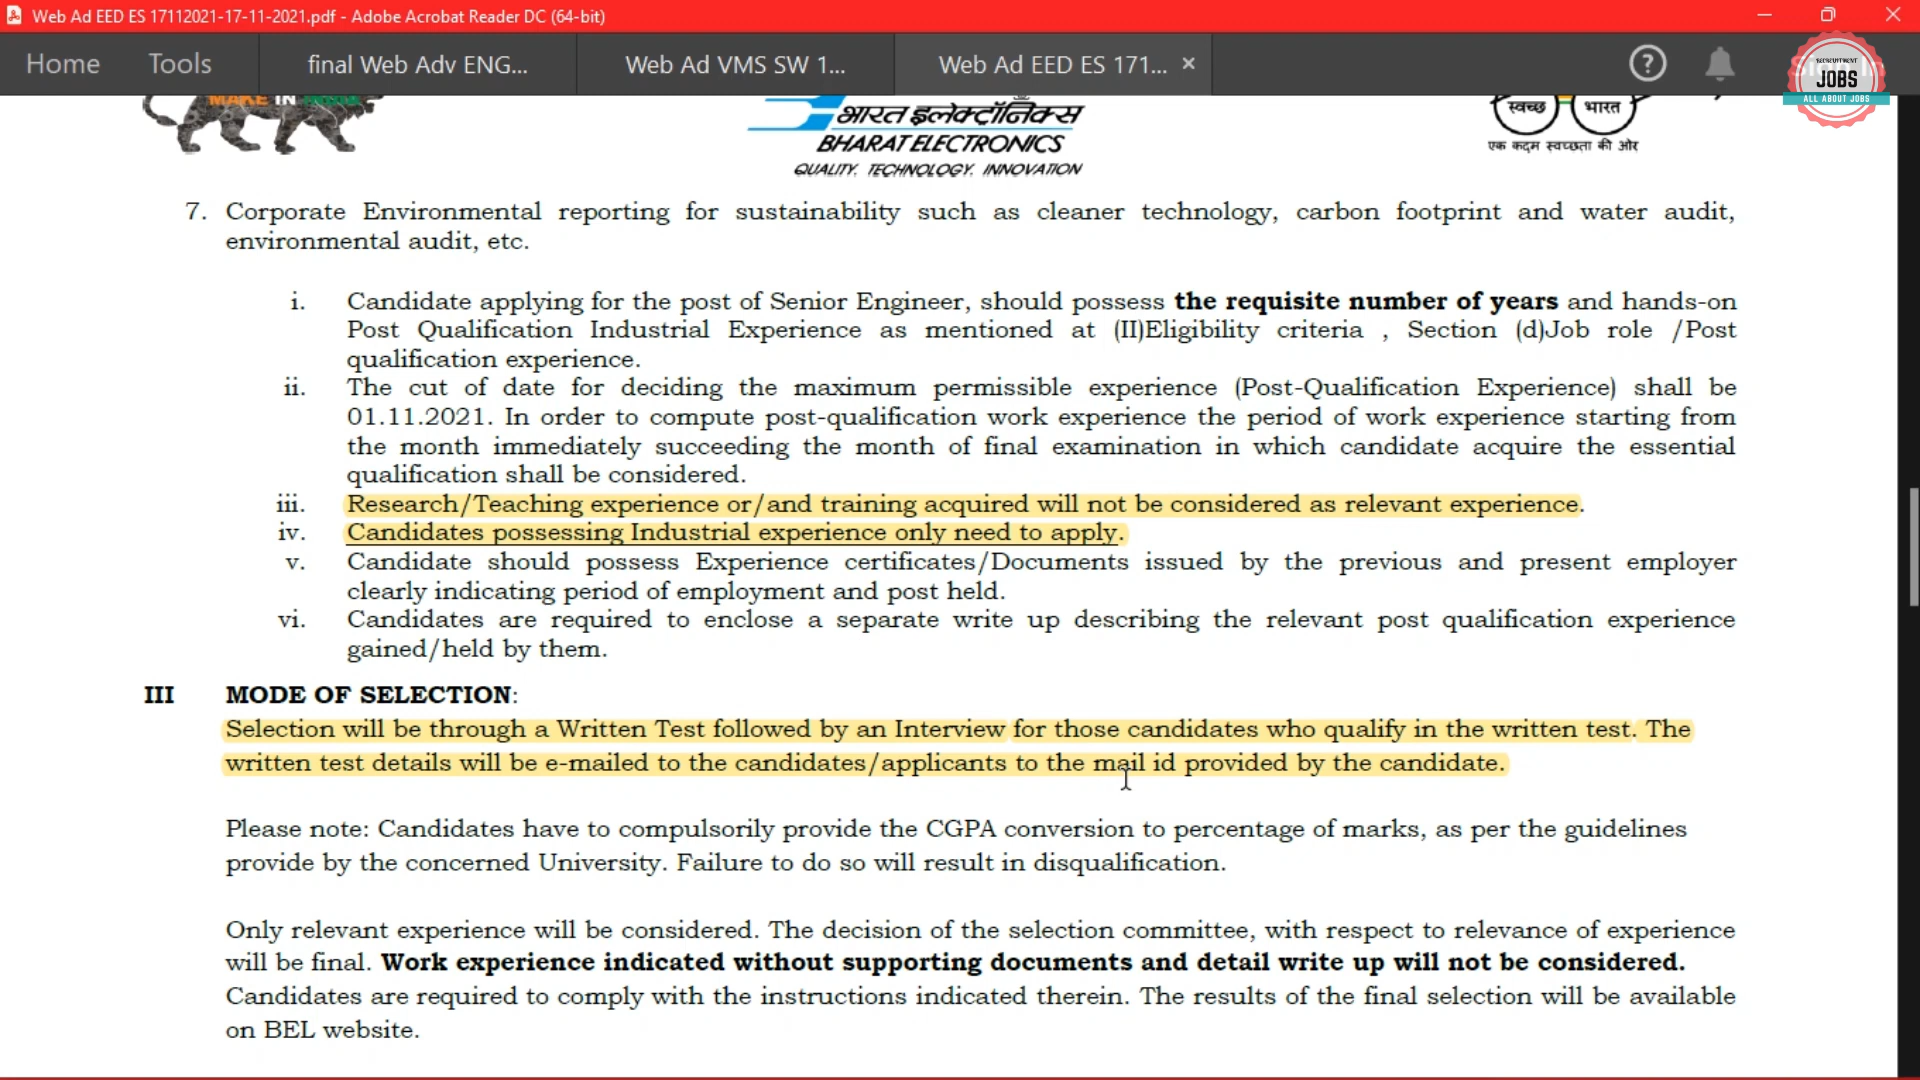 Web Ad EED ES 17112021-17-11-2021.pdf - Adobe Acrobat Reader DC (64-bit)
Home Tools final Web Adv ENG... Web Ad VMS SW 1... Web Ad EED ES 171... ×
RECRUITMENT
JOBS
ALL ABOUT JOBS
MAKE IN INDIA
भारत इलेक्ट्रॉनिक्स
BHARAT ELECTRONICS
QUALITY. TECHNOLOGY. INNOVATION
स्वच्छ भारत
एक कदम स्वच्छता की ओर
7. Corporate Environmental reporting for sustainability such as cleaner technology, carbon footprint and water audit,
environmental audit, etc.
i. Candidate applying for the post of Senior Engineer, should possess the requisite number of years and hands-on
Post Qualification Industrial Experience as mentioned at (II)Eligibility criteria , Section (d)Job role /Post
qualification experience.
ii. The cut of date for deciding the maximum permissible experience (Post-Qualification Experience) shall be
01.11.2021. In order to compute post-qualification work experience the period of work experience starting from
the month immediately succeeding the month of final examination in which candidate acquire the essential
qualification shall be considered.
iii. Research/Teaching experience or/and training acquired will not be considered as relevant experience.
iv. Candidates possessing Industrial experience only need to apply.
v. Candidate should possess Experience certificates/Documents issued by the previous and present employer
clearly indicating period of employment and post held.
vi. Candidates are required to enclose a separate write up describing the relevant post qualification experience
gained/held by them.
III MODE OF SELECTION:
Selection will be through a Written Test followed by an Interview for those candidates who qualify in the written test. The
written test details will be e-mailed to the candidates/applicants to the mail id provided by the candidate.
Please note: Candidates have to compulsorily provide the CGPA conversion to percentage of marks, as per the guidelines
provide by the concerned University. Failure to do so will result in disqualification.
Only relevant experience will be considered. The decision of the selection committee, with respect to relevance of experience
will be final. Work experience indicated without supporting documents and detail write up will not be considered.
Candidates are required to comply with the instructions indicated therein. The results of the final selection will be available
on BEL website.